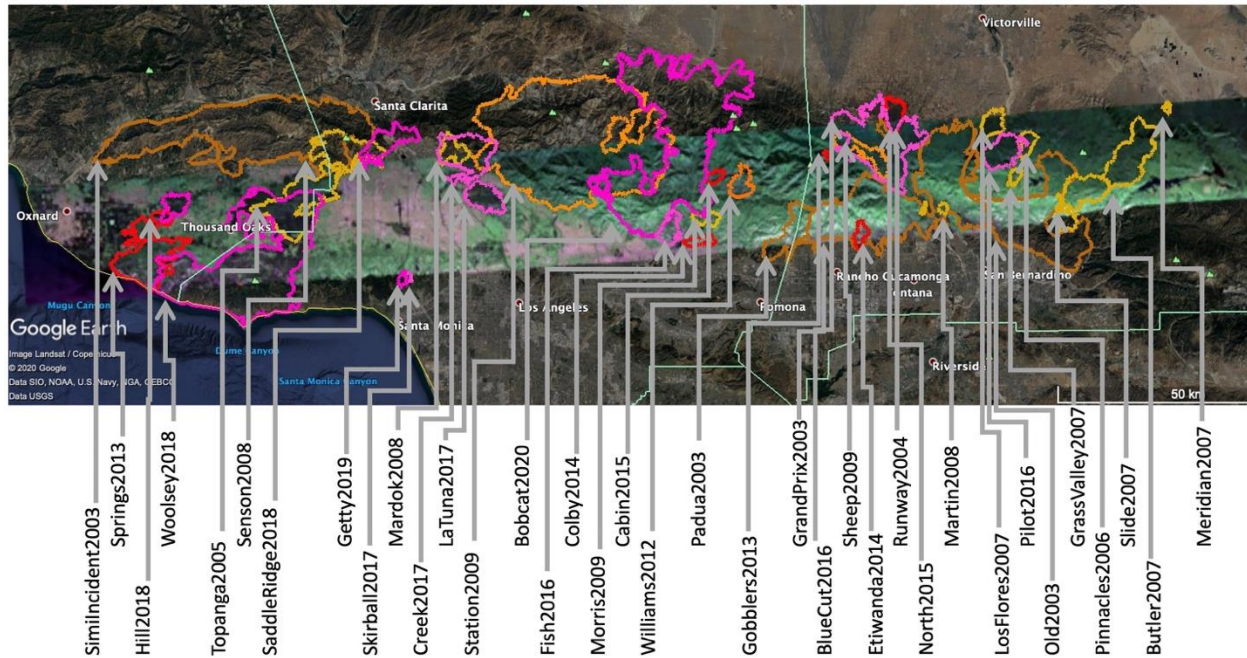 Victorville
Santa Clarita
Oxnard
Thousand Oaks
Rancho Cucamonga
ontana
San Bernardino
Los Angeles
Pomona
Mugu Canyon
Santa Monica
Google Earth
Dume Canyon
Riverside
Image Landsat / Copernicus
© 2020 Google
Santa Monica Canyon
Data SIO, NOAA, U.S. Navy, NGA, GEBCO
Data USGS
50 km
SimiIncident2003
Springs2013
Hill2018
Woolsey2018
Topanga2005
Senson2008
SaddleRidge2018
Getty2019
Skirball2017
Mardok2008
Creek2017
LaTuna2017
Station2009
Bobcat2020
Fish2016
Colby2014
Morris2009
Cabin2015
Williams2012
Padua2003
Gobblers2013
GrandPrix2003
BlueCut2016
Sheep2009
Etiwanda2014
Runway2004
North2015
Martin2008
LosFlores2007
Pilot2016
Old2003
GrassValley2007
Pinnacles2006
Slide2007
Butler2007
Meridian2007